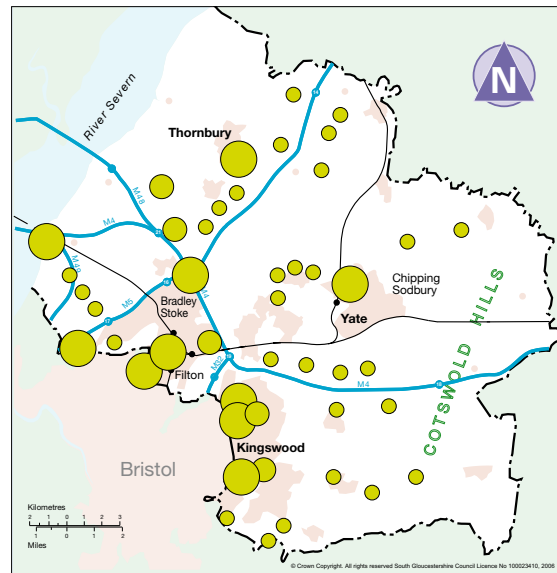 N
River Severn
Thornbury
M48
M4
M49
M5
Bradley
Stoke
M4
Chipping
Sodbury
Yate
Filton
M32
M4
COTSWOLD HILLS
Kingswood
Bristol
Kilometres
2 1 0 1 2 3
1 0 1 2
Miles
© Crown Copyright. All rights reserved South Gloucestershire Council Licence No 100023410, 2008